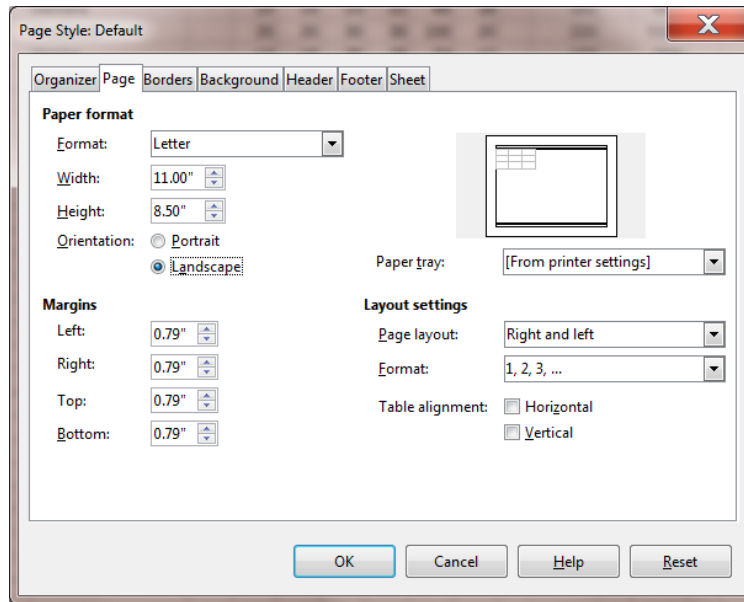 Page Style: Default
Organizer Page Borders Background Header Footer Sheet
Paper format
Format: Letter
Width: 11.00"
Height: 8.50"
Orientation: Portrait
Landscape
Paper tray: [From printer settings]
Margins
Left: 0.79"
Right: 0.79"
Top: 0.79"
Bottom: 0.79"
Layout settings
Page layout: Right and left
Format: 1, 2, 3, ...
Table alignment: Horizontal
Vertical
OK Cancel Help Reset